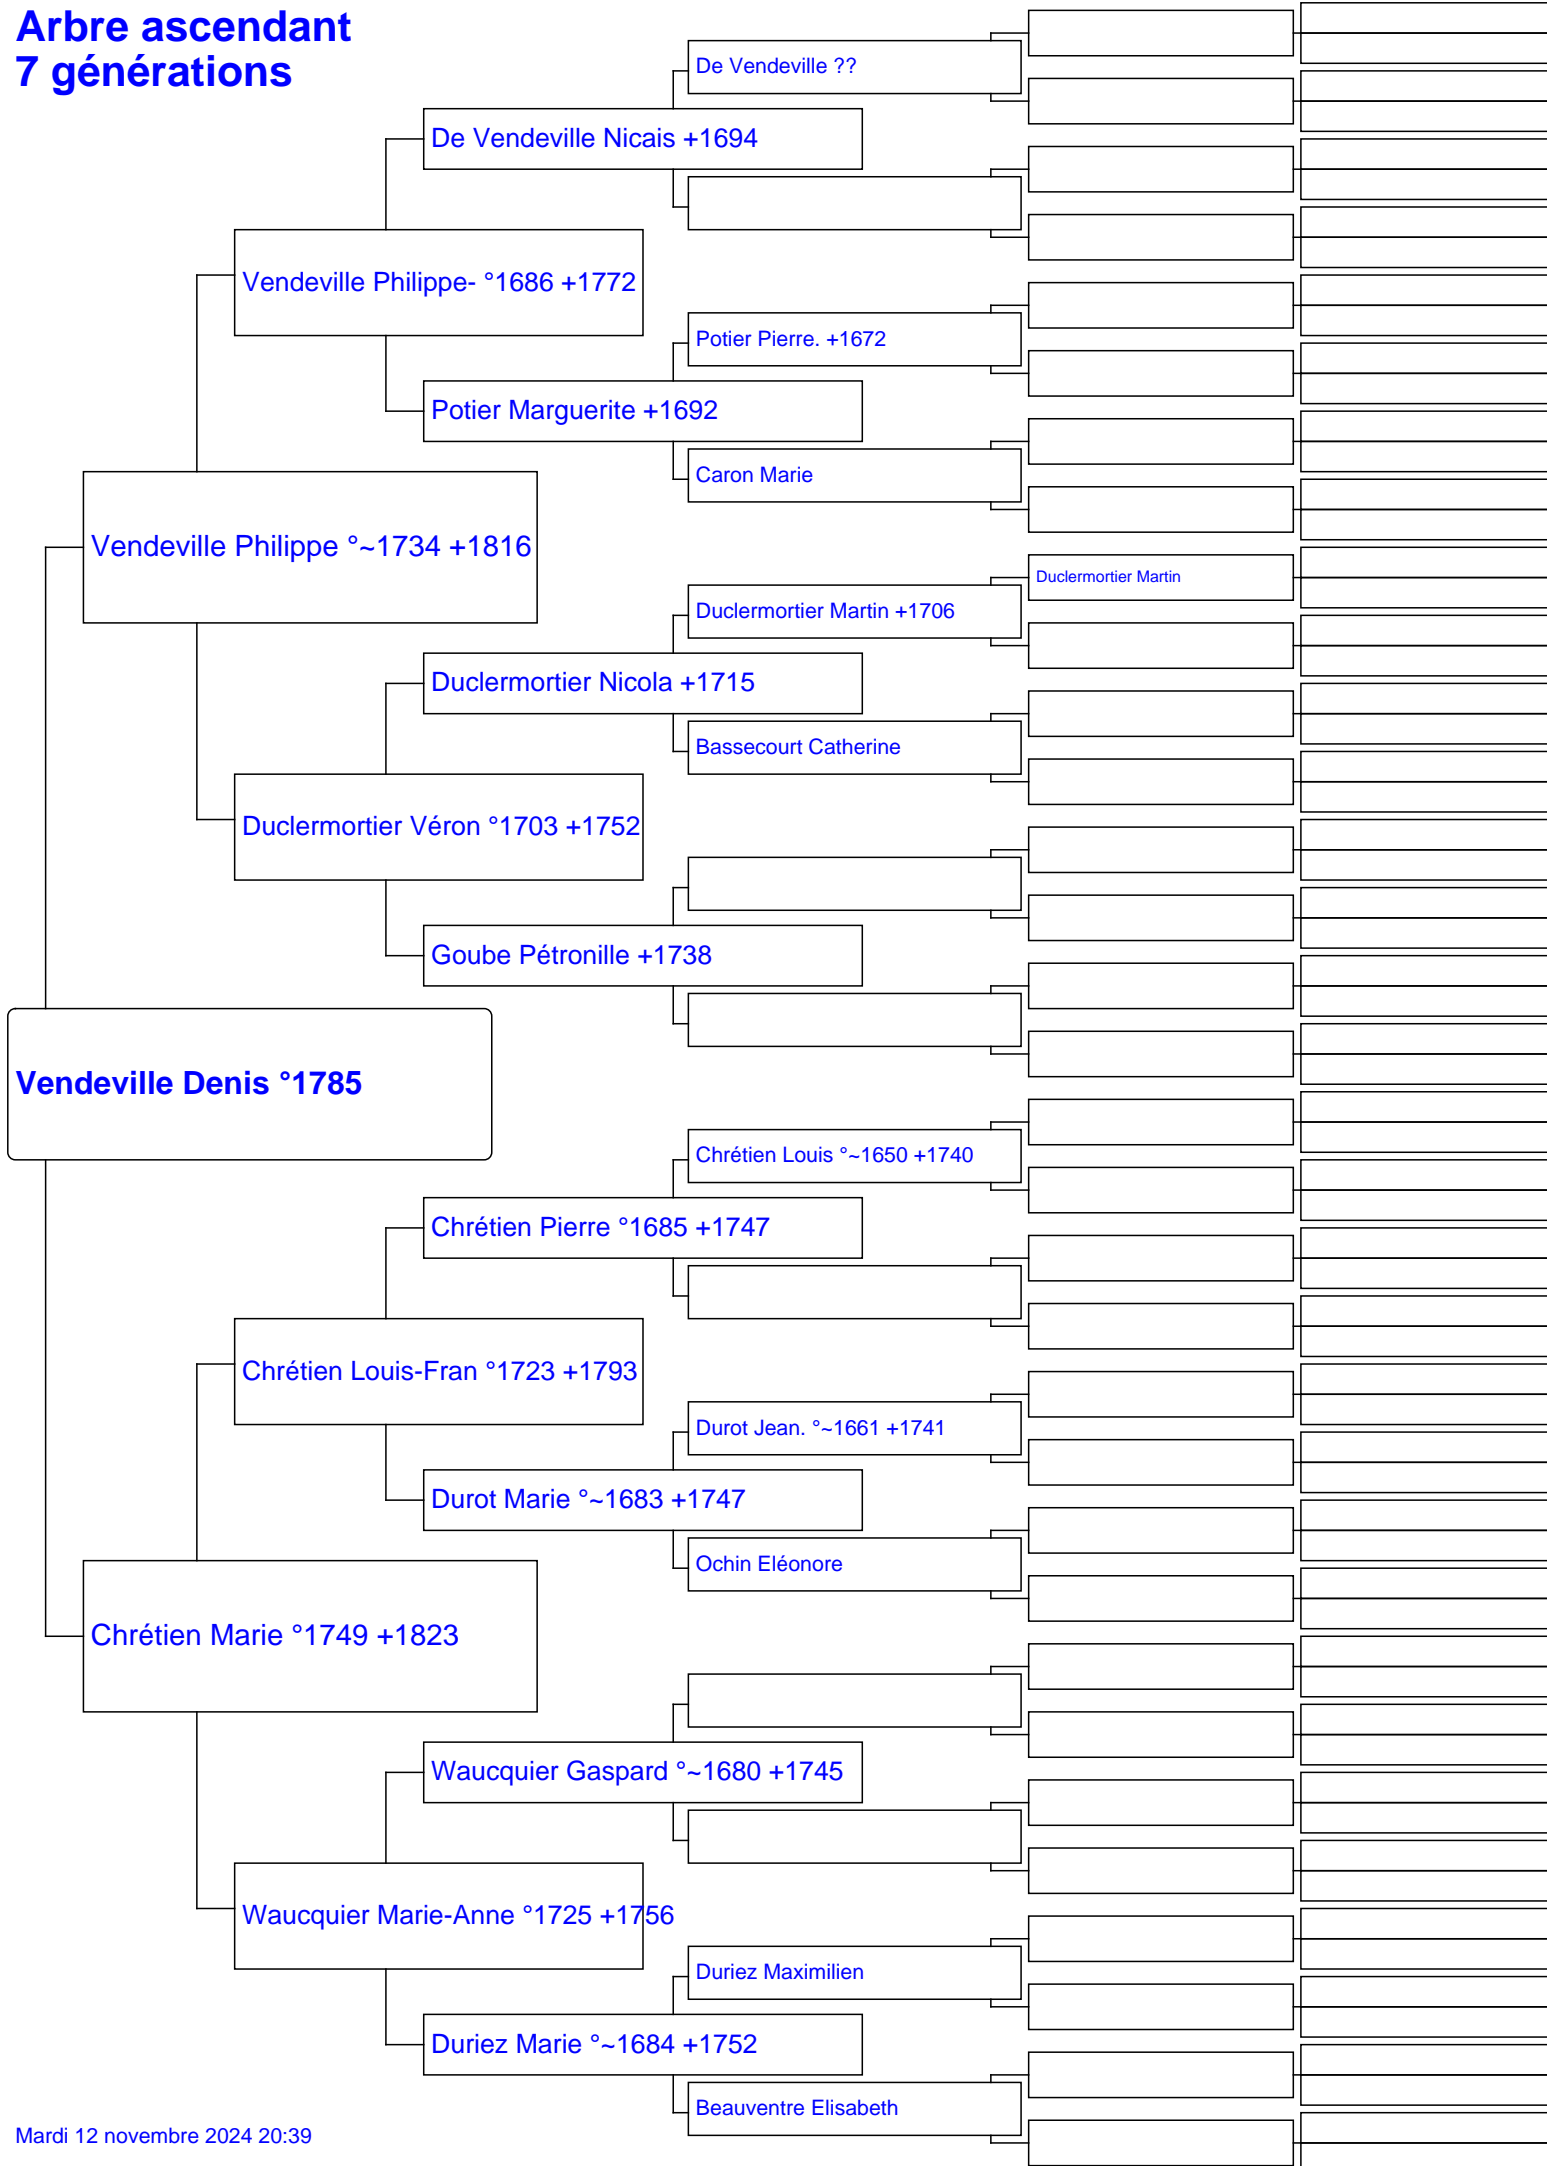 Arbre ascendant
7 générations
De Vendeville ??
De Vendeville Nicais +1694
Vendeville Philippe- °1686 +1772
Potier Pierre. +1672
Potier Marguerite +1692
Caron Marie
Vendeville Philippe °~1734 +1816
Duclermortier Martin
Duclermortier Martin +1706
Duclermortier Nicola +1715
Bassecourt Catherine
Duclermortier Véron °1703 +1752
Goube Pétronille +1738
Vendeville Denis °1785
Chrétien Louis °~1650 +1740
Chrétien Pierre °1685 +1747
Chrétien Louis-Fran °1723 +1793
Durot Jean. °~1661 +1741
Durot Marie °~1683 +1747
Ochin Eléonore
Chrétien Marie °1749 +1823
Waucquier Gaspard °~1680 +1745
Waucquier Marie-Anne °1725 +1756
Duriez Maximilien
Duriez Marie °~1684 +1752
Beauventre Elisabeth
Mardi 12 novembre 2024 20:39